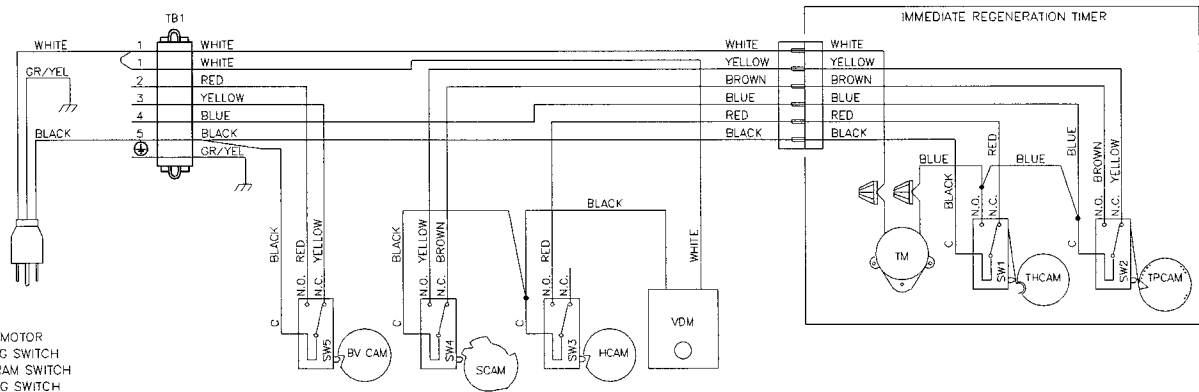 TB1
IMMEDIATE REGENERATION TIMER
WHITE
1
WHITE
WHITE
WHITE
GR/YEL
1
WHITE
YELLOW
YELLOW
2
RED
BROWN
BROWN
3
YELLOW
BLUE
BLUE
4
BLUE
RED
BLACK
5
BLACK
BLACK
BLACK
GR/YEL
BLUE
RED
BLUE
BLUE
BROWN
YELLOW
BLACK
BLACK
WHITE
BLACK
C
N.O.
N.C.
C
N.O.
N.C.
BLACK
RED
YELLOW
BLACK
YELLOW
BROWN
RED
TM
SW1
THCAM
SW2
TPCAM
C
N.O.
N.C.
C
N.O.
N.C.
C
N.O.
N.C.
VDM
MOTOR
G SWITCH
RAM SWITCH
G SWITCH
SW5
BV CAM
SW4
SCAM
SW3
HCAM